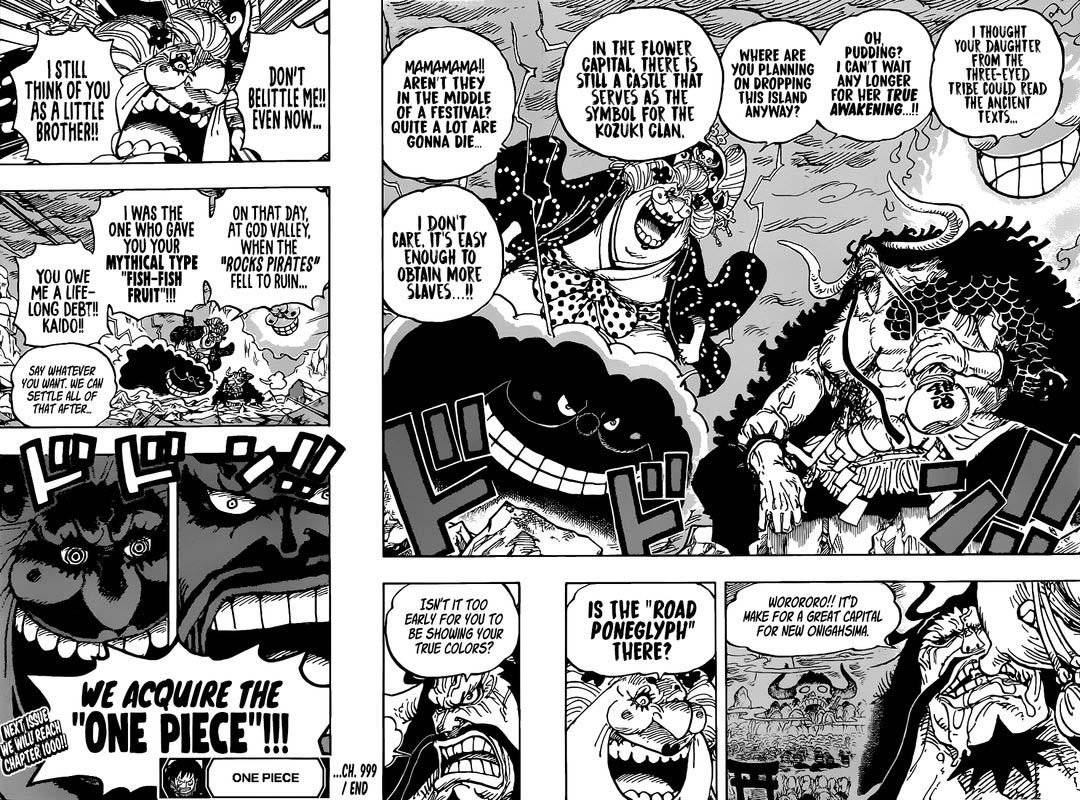 I THOUGHT
YOUR DAUGHTER
FROM THE
THREE-EYED
TRIBE COULD READ
THE ANCIENT
TEXTS...
OH,
PUDDING?
I CAN'T WAIT
ANY LONGER
FOR HER TRUE
AWAKENING...!!
WHERE ARE
YOU PLANNING
ON DROPPING
THIS ISLAND
ANYWAY?
IN THE FLOWER
CAPITAL, THERE IS
STILL A CASTLE THAT
SERVES AS THE
SYMBOL FOR THE
KOZUKI CLAN.
MAMAMAMA!!
AREN'T THEY
IN THE MIDDLE
OF A FESTIVAL?
QUITE A LOT ARE
GONNA DIE...
I DON'T
CARE. IT'S EASY
ENOUGH TO
OBTAIN MORE
SLAVES...!!
ドドン!!
WORORORO!! IT'D
MAKE FOR A GREAT CAPITAL
FOR NEW ONIGAHSIMA.
IS THE "ROAD
PONEGLYPH"
THERE?
ISN'T IT TOO
EARLY FOR YOU TO
BE SHOWING YOUR
TRUE COLORS?
DON'T
BELITTLE ME!!
EVEN NOW...
I STILL
THINK OF YOU
AS A LITTLE
BROTHER!!
ON THAT DAY,
AT GOD VALLEY,
WHEN THE
"ROCKS PIRATES"
FELL TO RUIN...
I WAS THE
ONE WHO GAVE
YOU YOUR
MYTHICAL TYPE
"FISH-FISH
FRUIT"!!!
YOU OWE
ME A LIFE-
LONG DEBT!!
KAIDO!!
SAY WHATEVER
YOU WANT. WE CAN
SETTLE ALL OF
THAT AFTER...
ドドン!!
WE ACQUIRE THE
"ONE PIECE"!!!
NEXT ISSUE
WE WILL REACH
CHAPTER 1000!!
ONE PIECE
...CH. 999
/ END